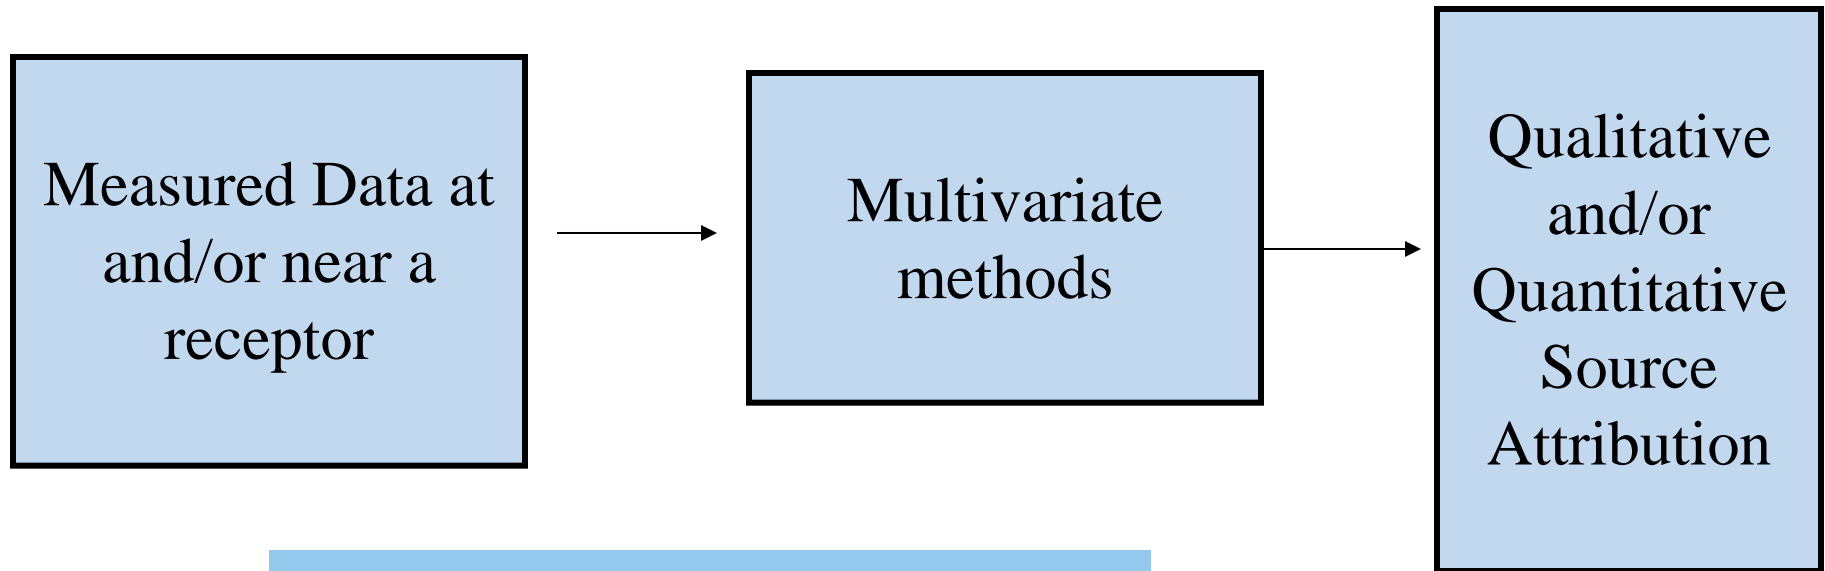 Measured Data at
and/or near a
receptor
Multivariate
methods
Qualitative
and/or
Quantitative
Source
Attribution